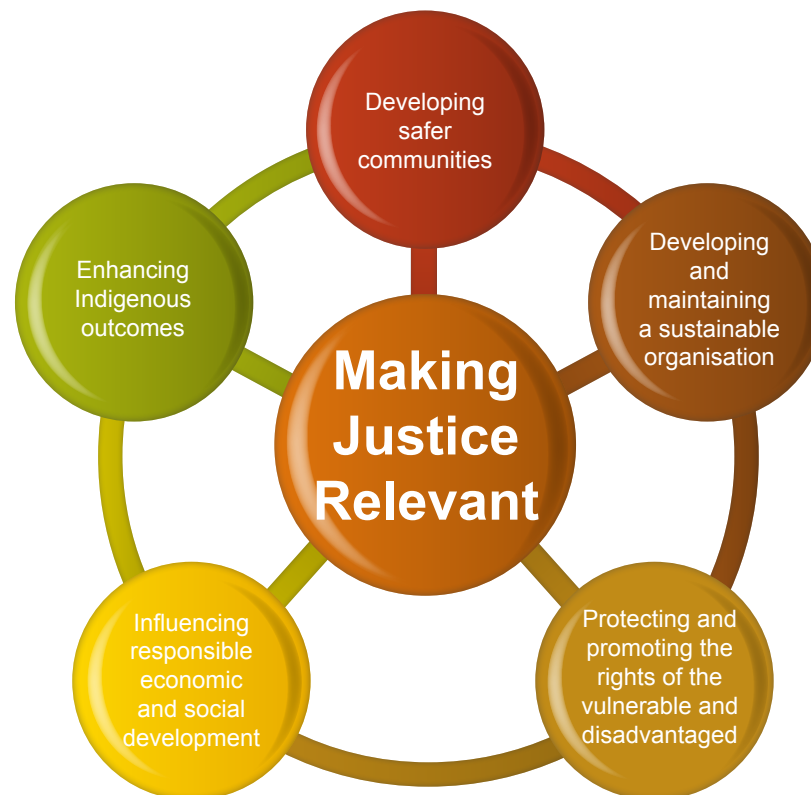 Developing
safer
communities
Developing
and
maintaining
a sustainable
organisation
Enhancing
Indigenous
outcomes
Making
Justice
Relevant
Influencing
responsible
economic
and social
development
Protecting and
promoting the
rights of the
vulnerable and
disadvantaged